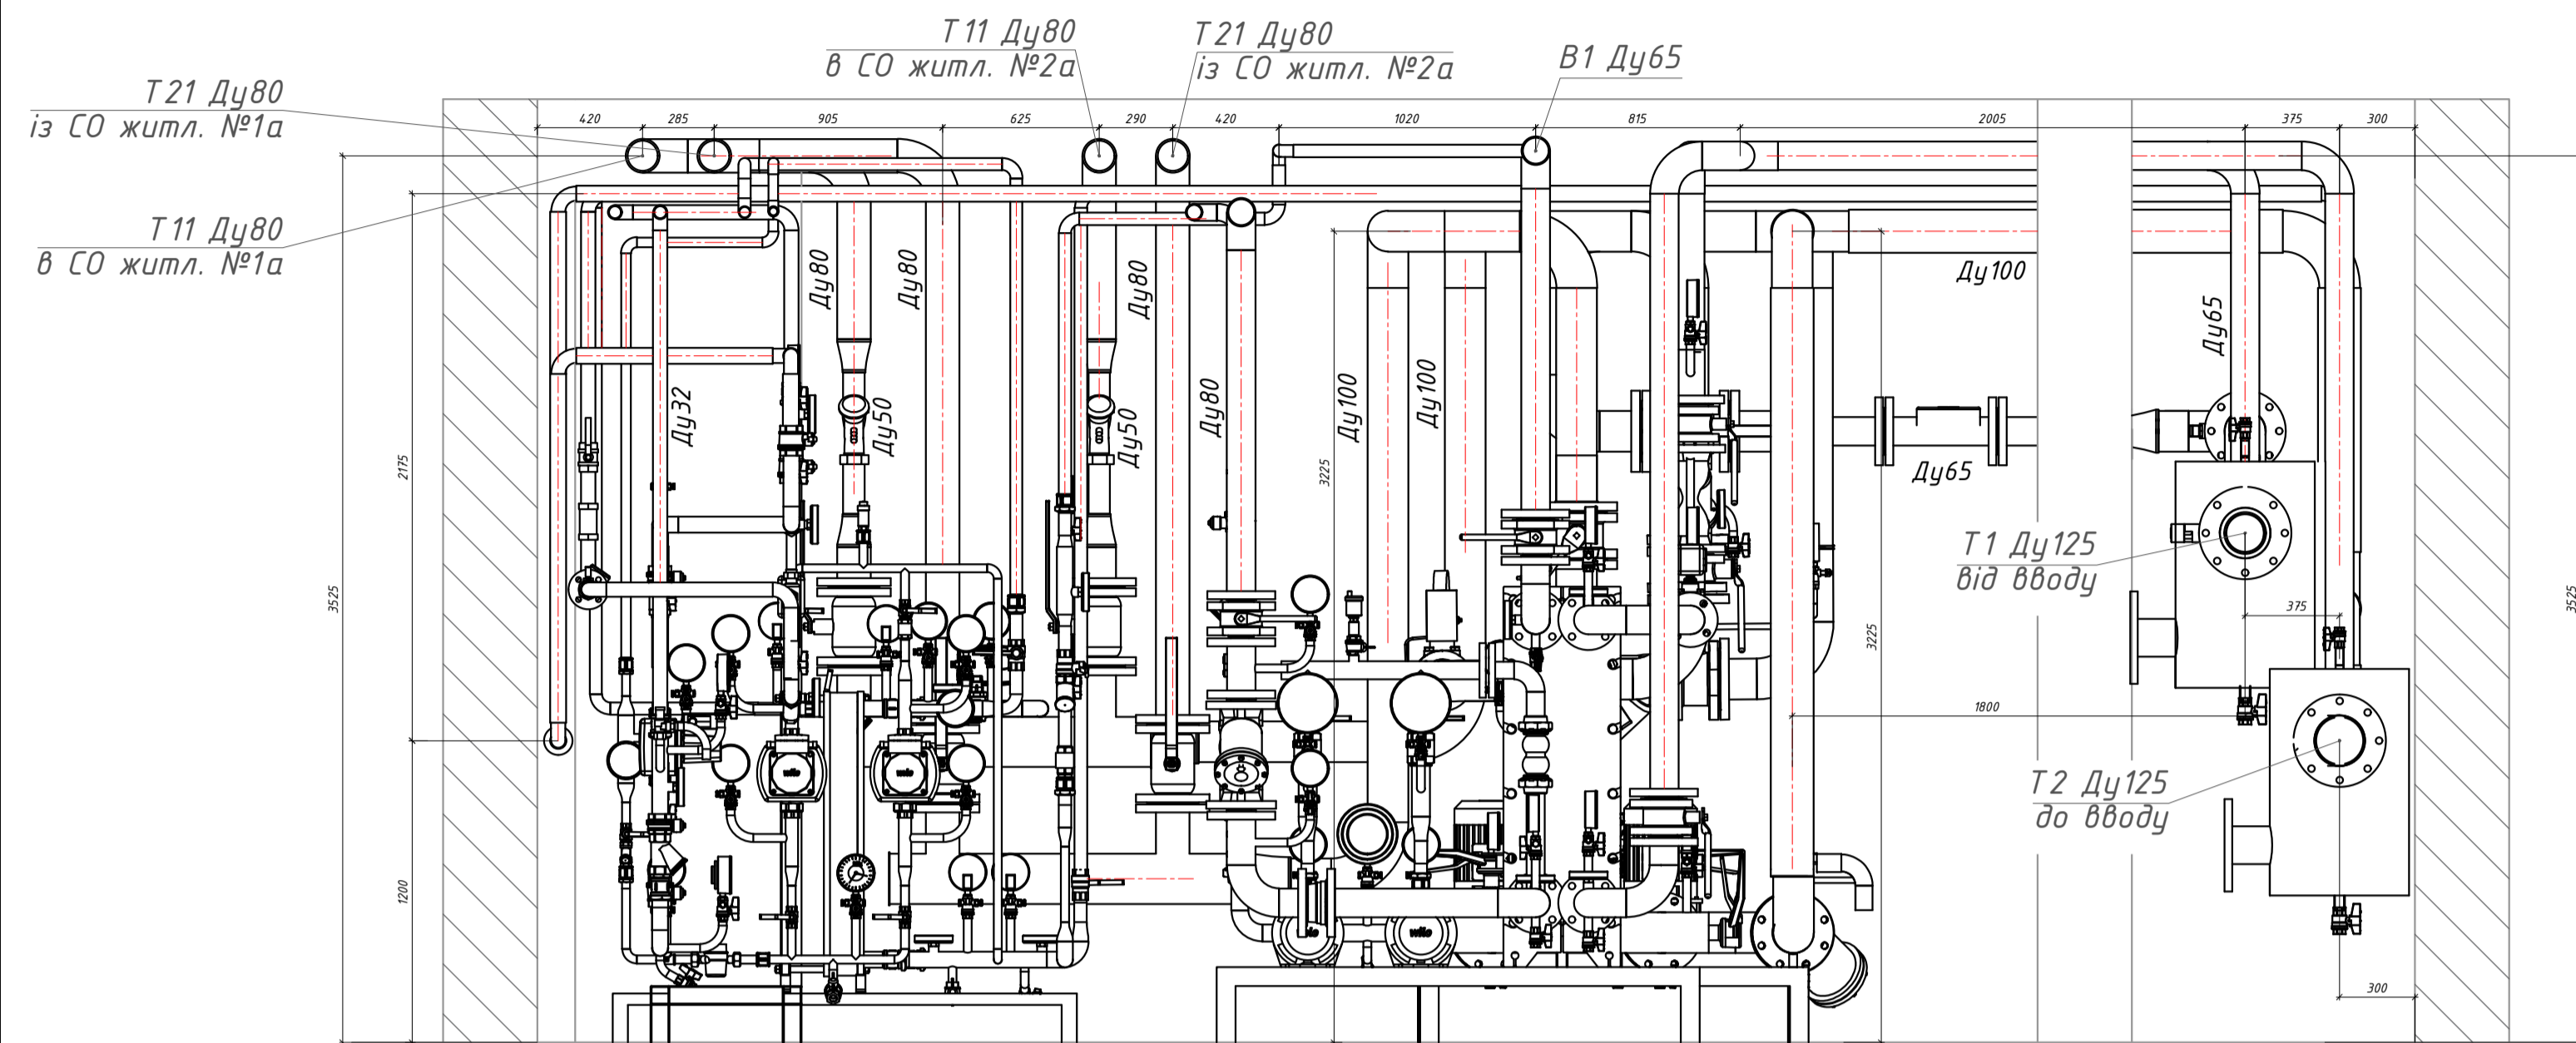 Т11 Ду80
в СО житл. №2а
Т21 Ду80
із СО житл. №2а
В1 Ду65
Т21 Ду80
із СО житл. №1а
420
285
905
625
290
420
1020
815
2005
375
300
Т11 Ду80
в СО житл. №1а
Ду80
Ду80
Ду80
Ду100
Ду65
Ду32
Ду50
Ду50
Ду80
Ду100
Ду100
2175
3225
Ду65
Т1 Ду125
від вводу
3525
3525
375
3225
1800
wilo
wilo
Т2 Ду125
до вводу
1200
wilo
300